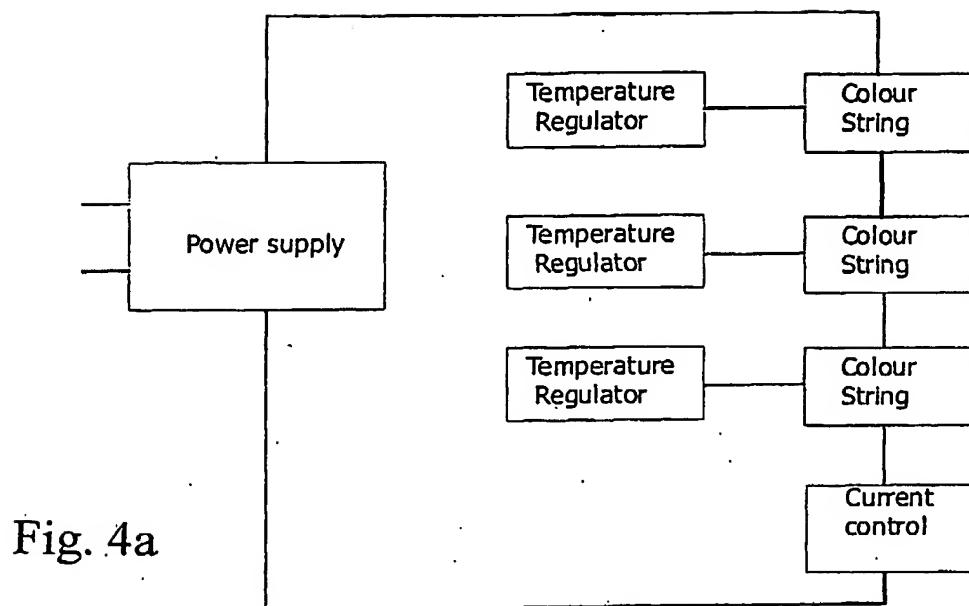 Temperature
Regulator
Colour
String
Power supply
Temperature
Regulator
Colour
String
Temperature
Regulator
Colour
String
Current
control
Fig. 4a